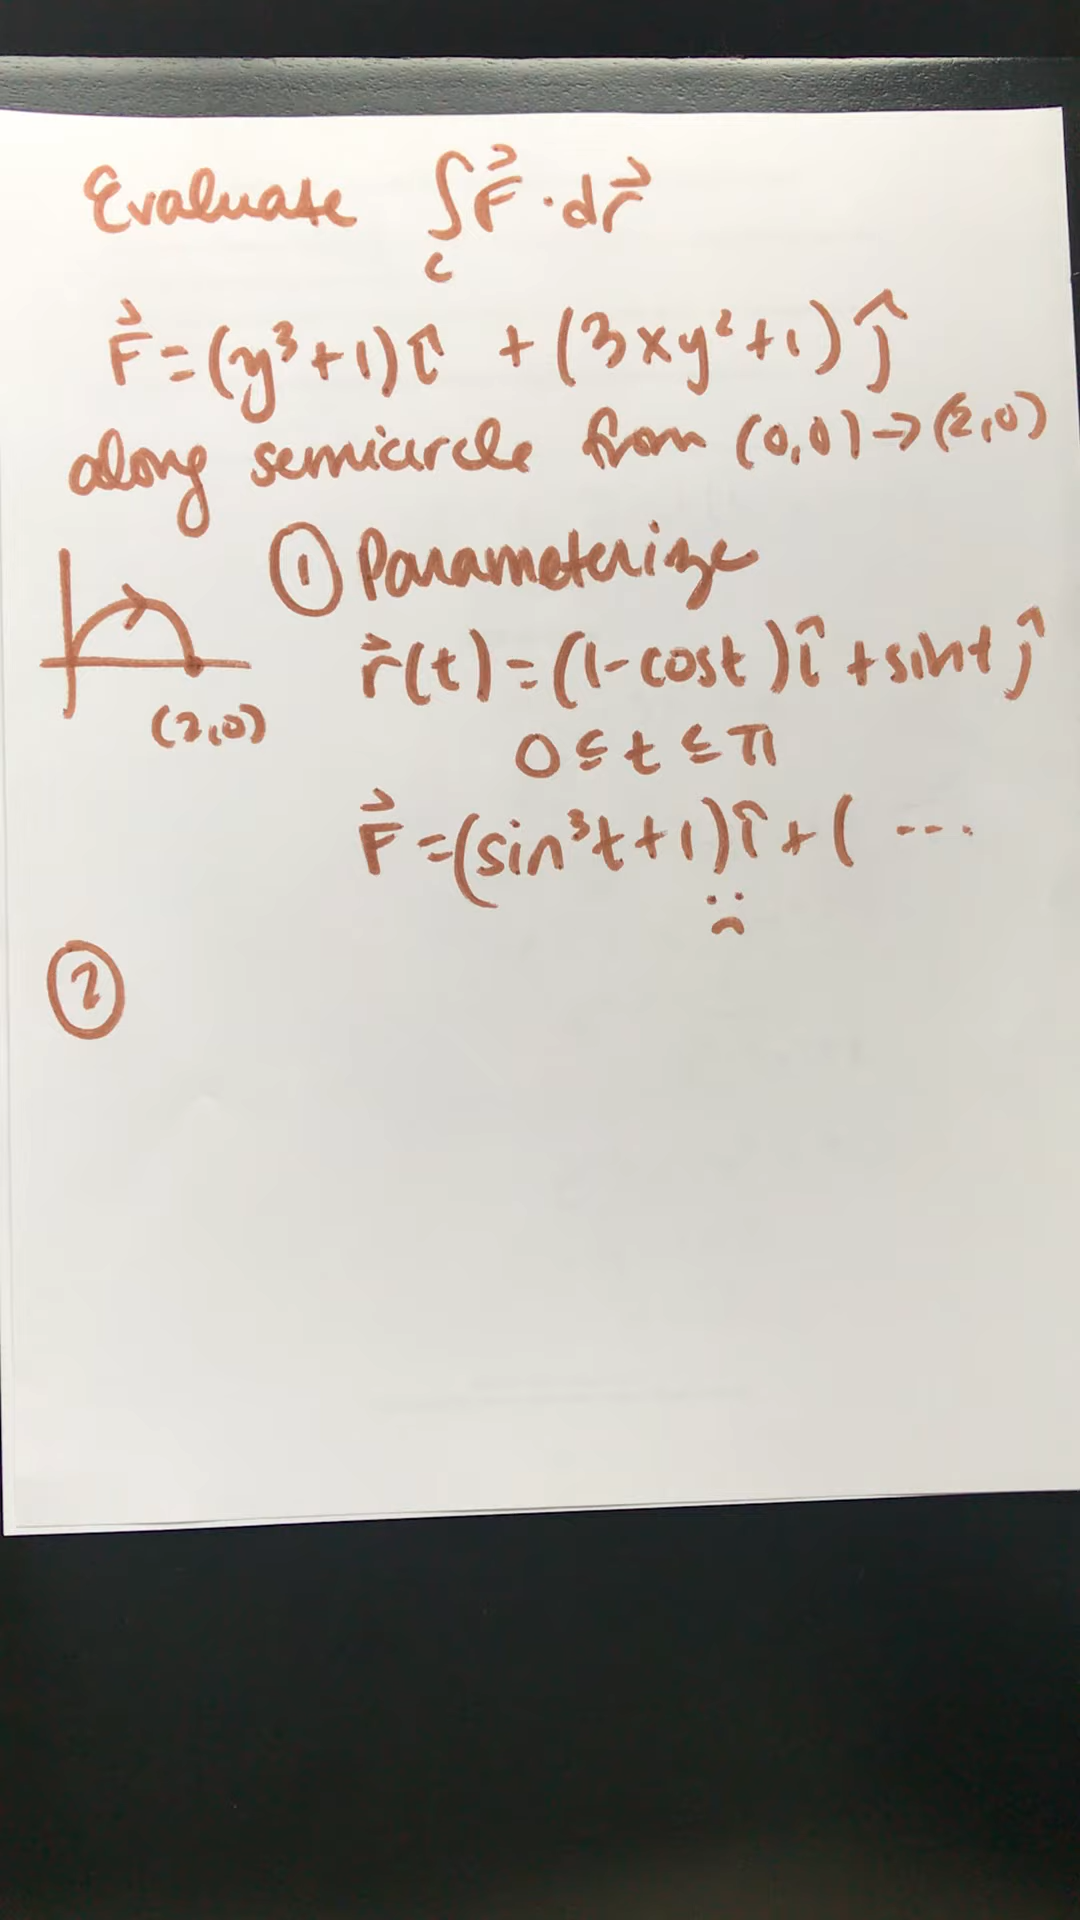 Evaluate ∫_C F⃗ · dr⃗
F⃗ = (y³+1) î + (3xy²+1) ĵ
along semicircle from (0,0) → (2,0)
① Parameterize
r⃗(t) = (1-cost) î + sint ĵ
(2,0)
0 ≤ t ≤ π
F⃗ = (sin³t+1) î + ( ...
②